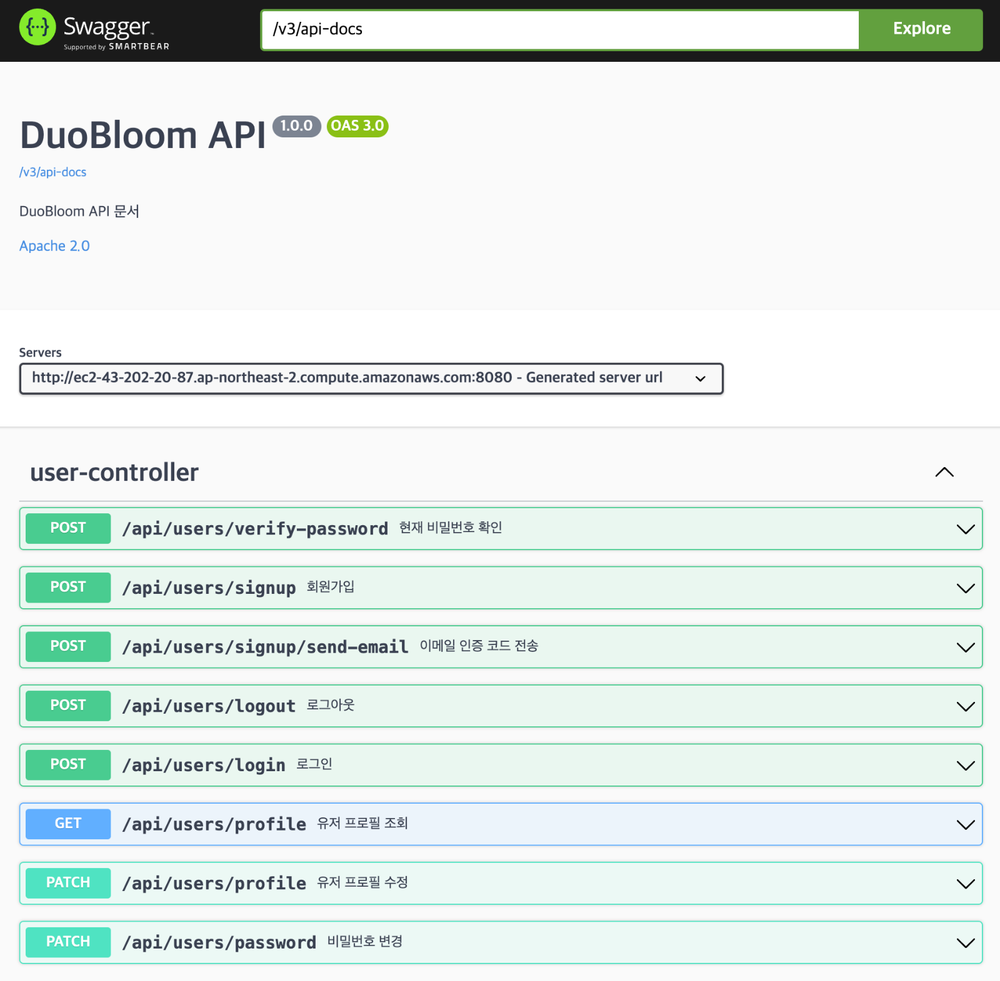 Swagger™
Supported by SMARTBEAR
/v3/api-docs
Explore
DuoBloom API 1.0.0 OAS 3.0
/v3/api-docs
DuoBloom API 문서
Apache 2.0
Servers
http://ec2-43-202-20-87.ap-northeast-2.compute.amazonaws.com:8080 - Generated server url
user-controller
POST /api/users/verify-password 현재 비밀번호 확인
POST /api/users/signup 회원가입
POST /api/users/signup/send-email 이메일 인증 코드 전송
POST /api/users/logout 로그아웃
POST /api/users/login 로그인
GET /api/users/profile 유저 프로필 조회
PATCH /api/users/profile 유저 프로필 수정
PATCH /api/users/password 비밀번호 변경